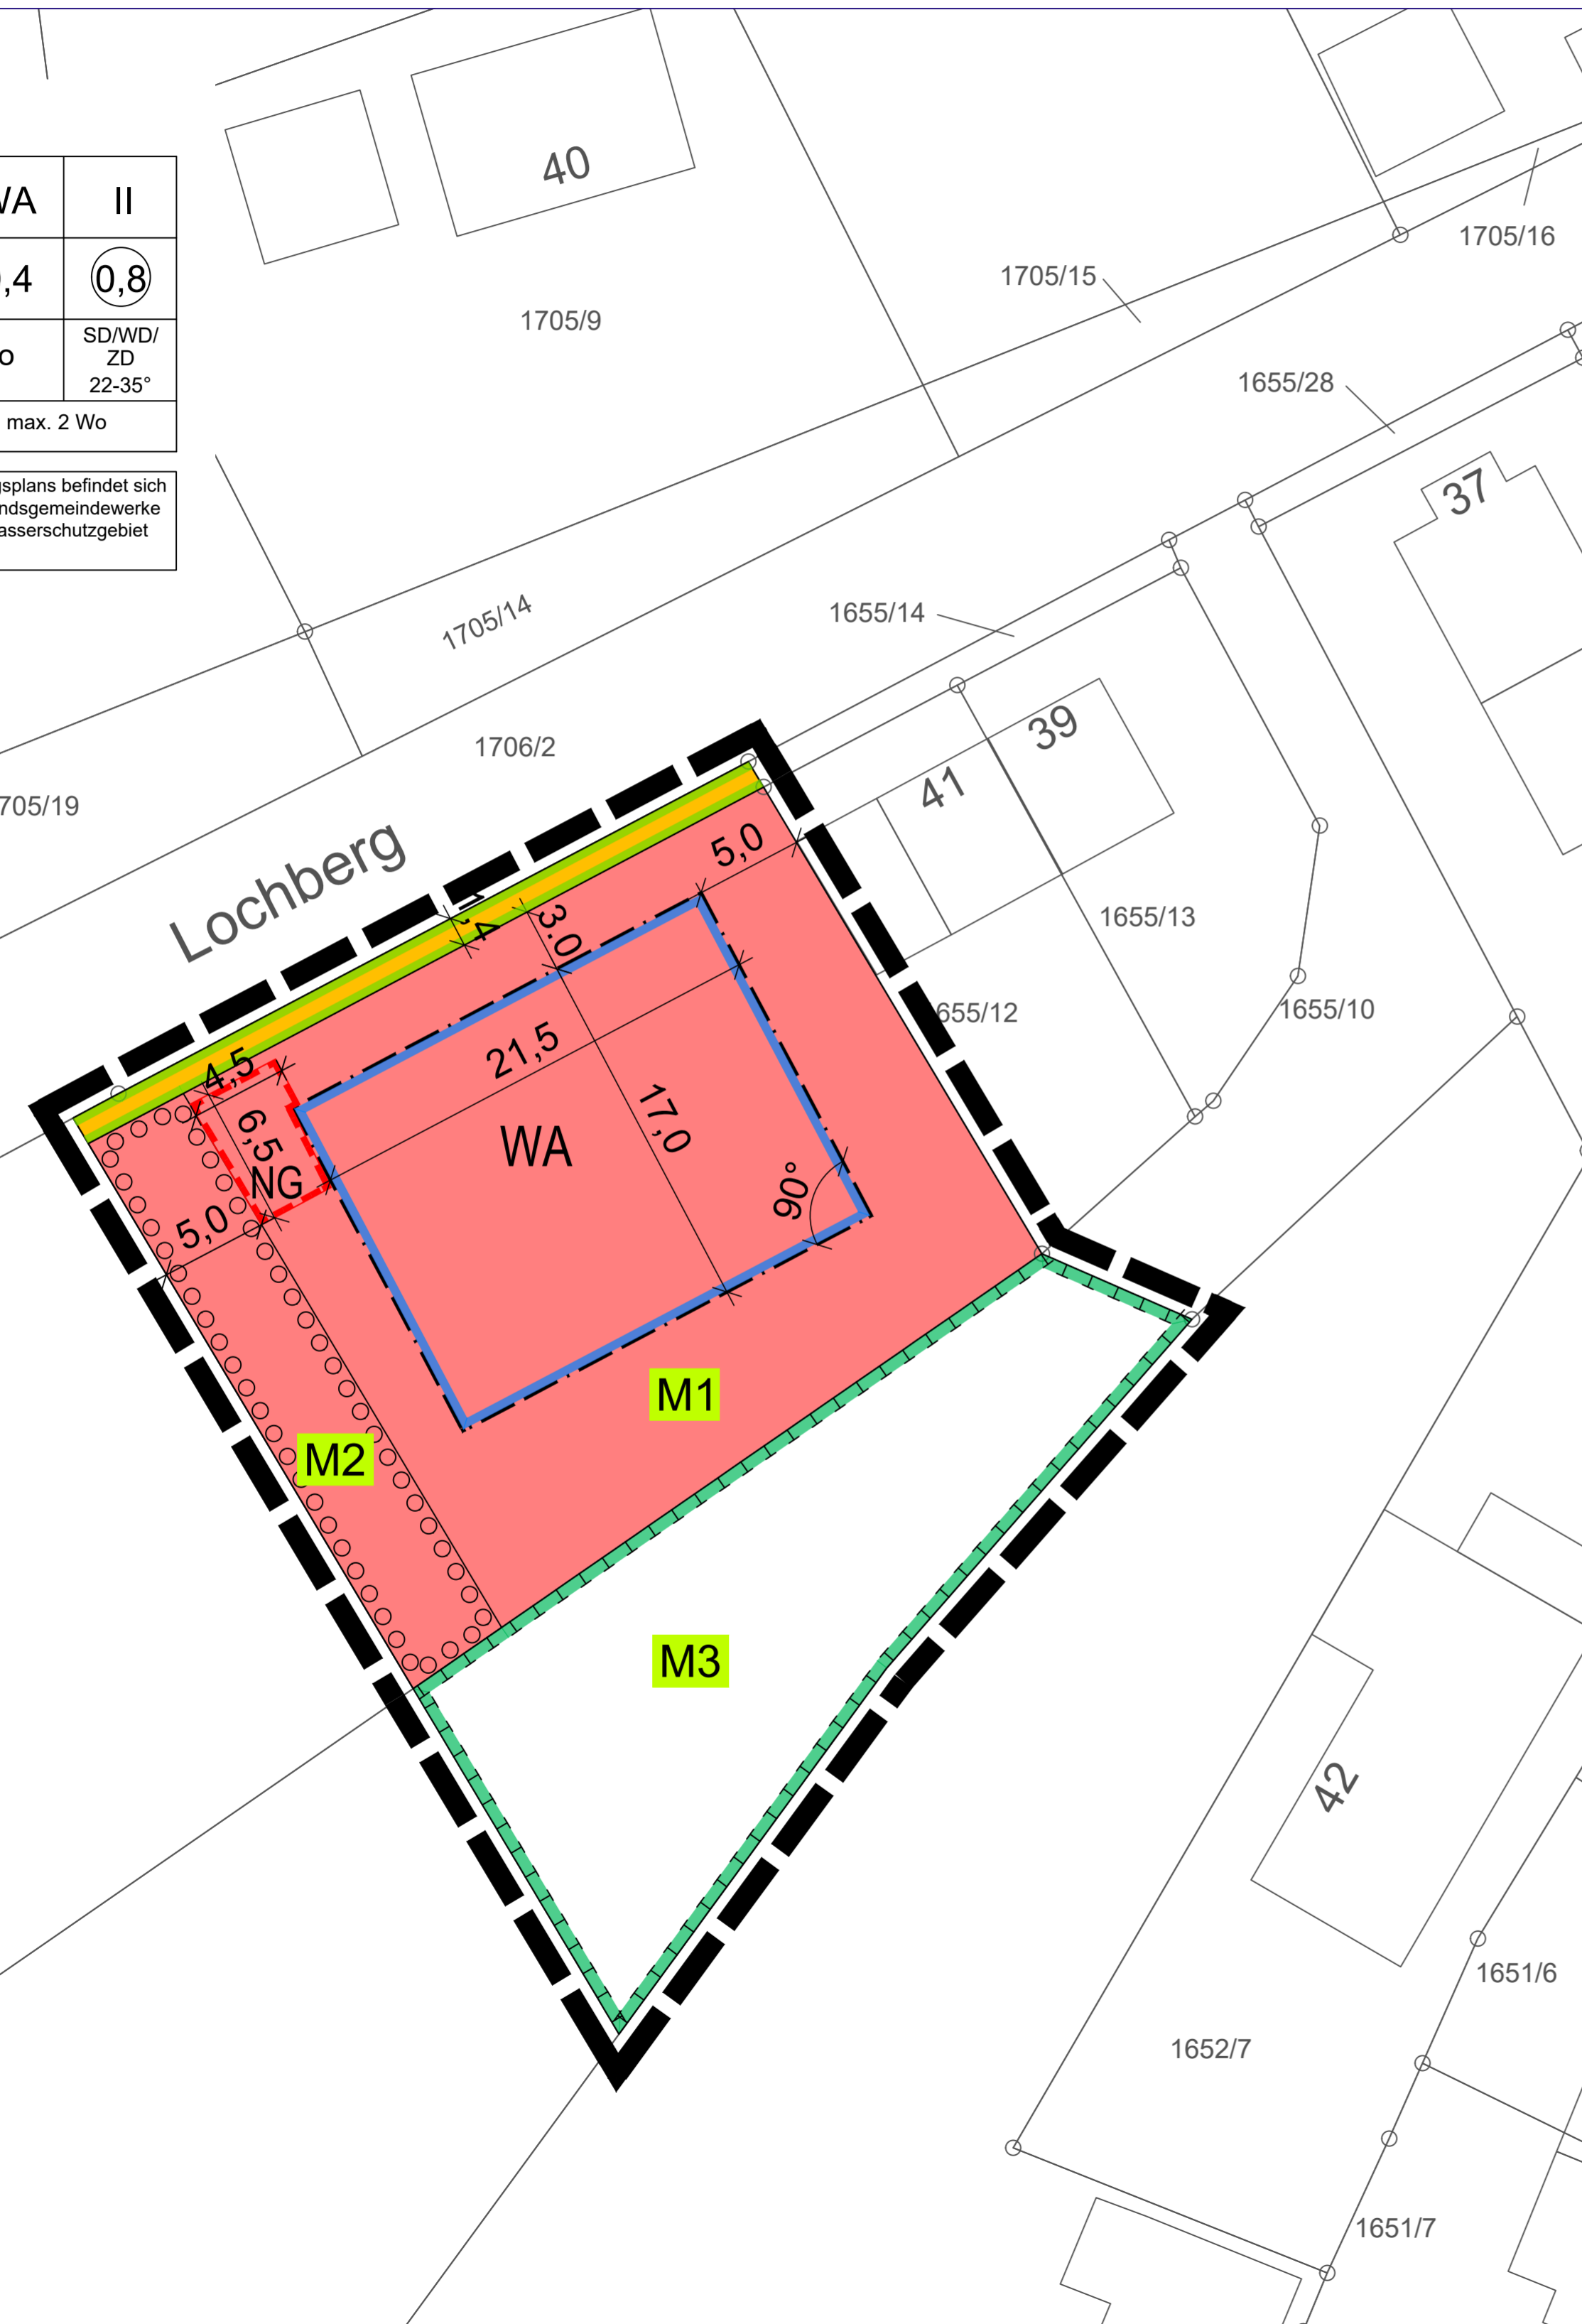 40
1705/16
II
1705/15
,4
0,8
1705/9
SD/WD/
ZD
22-35°
1655/28
max. 2 Wo
gsplans befindet sich
ndsgemeindewerke
asserschutzgebiet
37
1705/14
1655/14
39
1706/2
41
705/19
Lochberg
5,0
1,4
3.0
1655/13
655/12
1655/10
21,5
4,5
6,5
17,0
WA
NG
90°
5,0
M1
M2
M3
42
1651/6
1652/7
1651/7